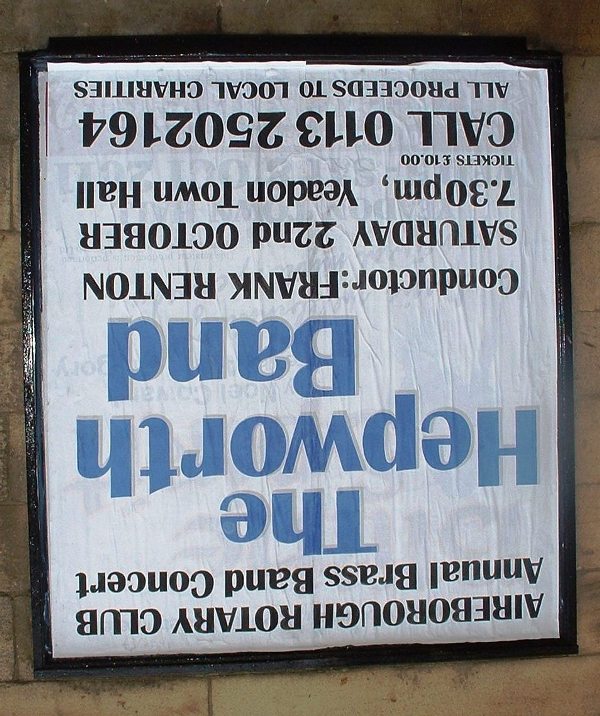 AIREBOROUGH ROTARY CLUB
Annual Brass Band Concert
The
Hepworth
Band
Conductor:FRANK RENTON
SATURDAY 22nd OCTOBER
7.30pm, Yeadon Town Hall
TICKETS £10.00
CALL 0113 2502164
ALL PROCEEDS TO LOCAL CHARITIES